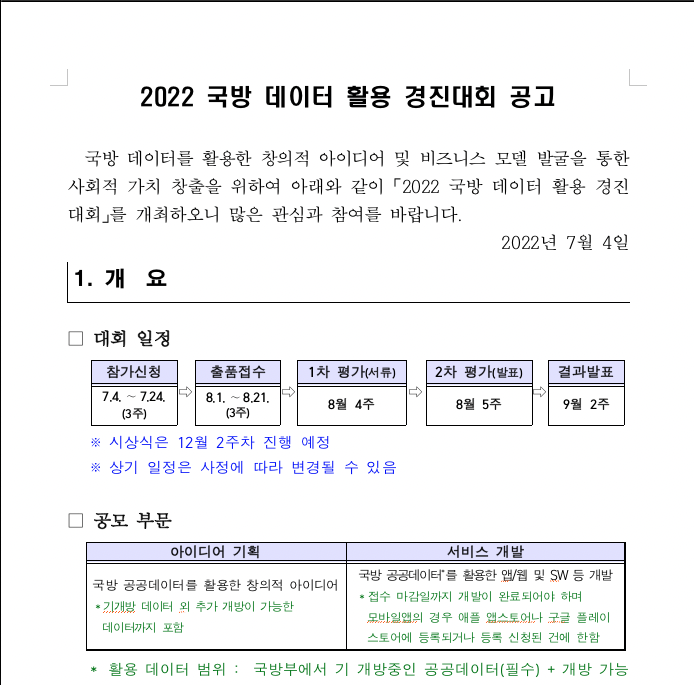 2022 국방 데이터 활용 경진대회 공고
국방 데이터를 활용한 창의적 아이디어 및 비즈니스 모델 발굴을 통한
사회적 가치 창출을 위하여 아래와 같이 「2022 국방 데이터 활용 경진
대회」를 개최하오니 많은 관심과 참여를 바랍니다.
2022년 7월 4일
1. 개 요
□ 대회 일정
참가신청 ⇨ 출품접수 ⇨ 1차 평가(서류) ⇨ 2차 평가(발표) ⇨ 결과발표
7.4. ~ 7.24. 8.1. ~ 8.21. 8월 4주 8월 5주 9월 2주
(3주) (3주)
※ 시상식은 12월 2주차 진행 예정
※ 상기 일정은 사정에 따라 변경될 수 있음
□ 공모 부문
아이디어 기획 서비스 개발
국방 공공데이터를 활용한 창의적 아이디어
* 기개방 데이터 외 추가 개방이 가능한
데이터까지 포함
국방 공공데이터*를 활용한 앱/웹 및 SW 등 개발
* 접수 마감일까지 개발이 완료되어야 하며
모바일앱의 경우 애플 앱스토어나 구글 플레이
스토어에 등록되거나 등록 신청된 건에 한함
* 활용 데이터 범위 : 국방부에서 기 개방중인 공공데이터(필수) + 개방 가능